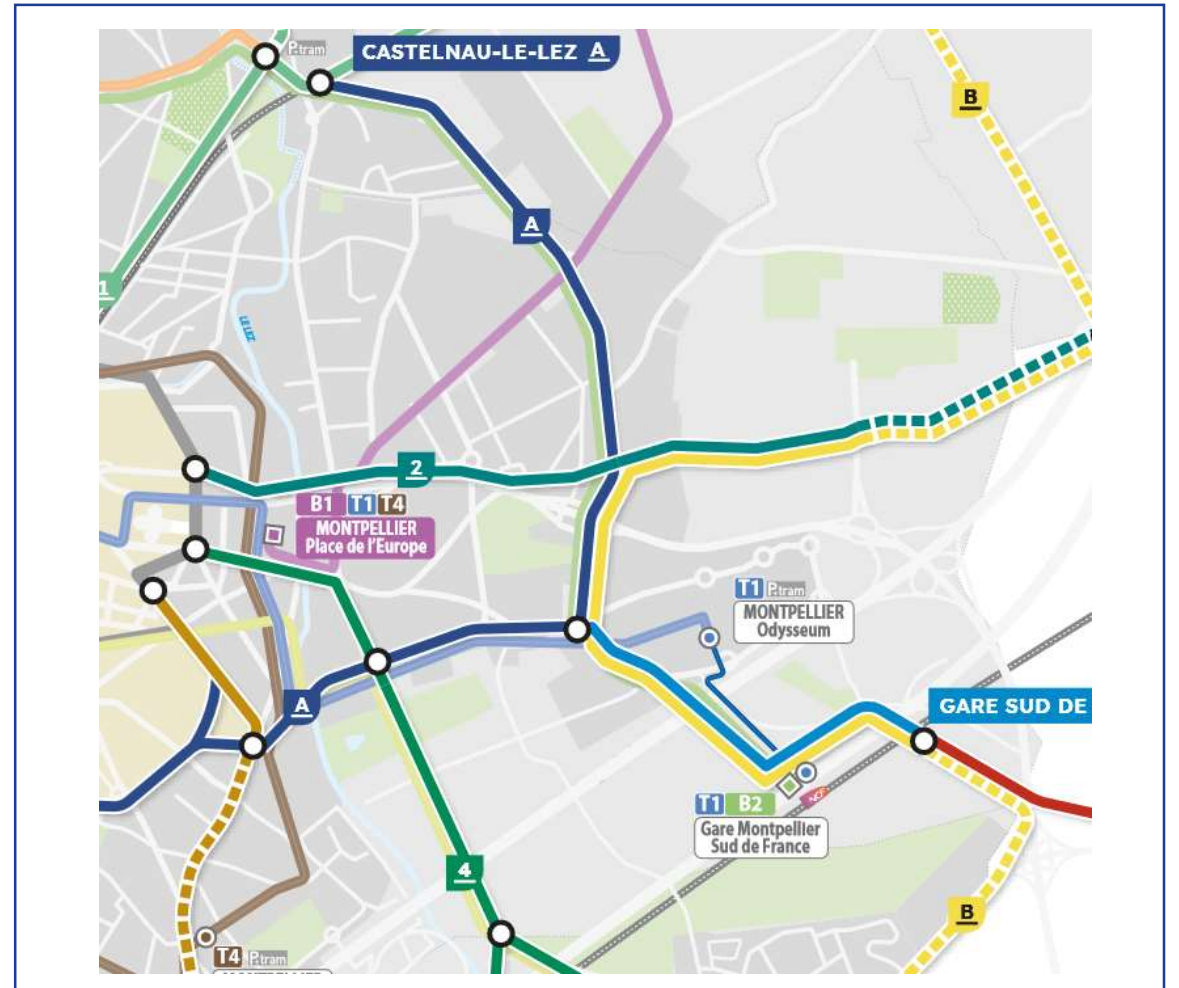 P.tram
CASTELNAU-LE-LEZ A
B
A
1
LE LEZ
2
B1 T1 T4
MONTPELLIER
Place de l'Europe
T1 P.tram
MONTPELLIER
Odysseum
A
GARE SUD DE
T1 B2
Gare Montpellier
Sud de France
4
B
T4 P.tram